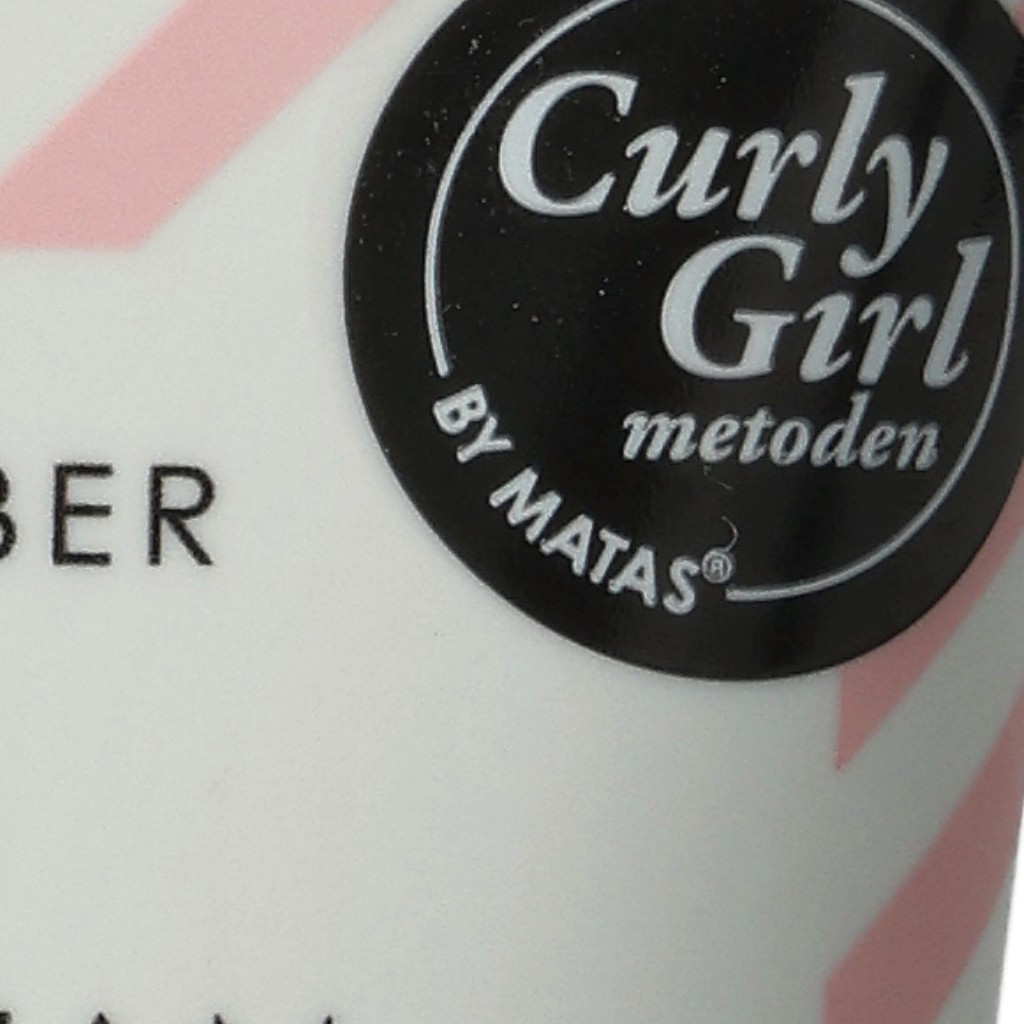 Curly
Girl
metoden
BY MATAS®
BER